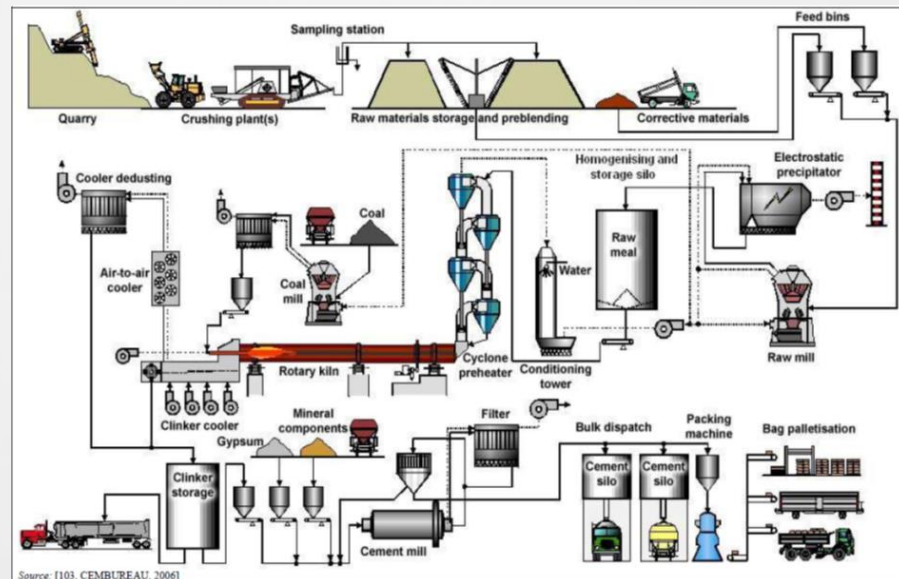 Feed bins
Sampling station
Quarry
Crushing plant(s)
Raw materials storage and preblending
Corrective materials
Cooler dedusting
Homogenising and
storage silo
Electrostatic
precipitator
Coal
Raw
meal
Air-to-air
cooler
Coal
mill
Water
Rotary kiln
Cyclone
preheater
Conditioning
tower
Raw mill
Clinker cooler
Gypsum
Mineral
components
Filter
Bulk dispatch
Packing
machine
Bag palletisation
Clinker
storage
Cement
silo
Cement
silo
Cement mill
Source: [103, CEMBUREAU, 2006]